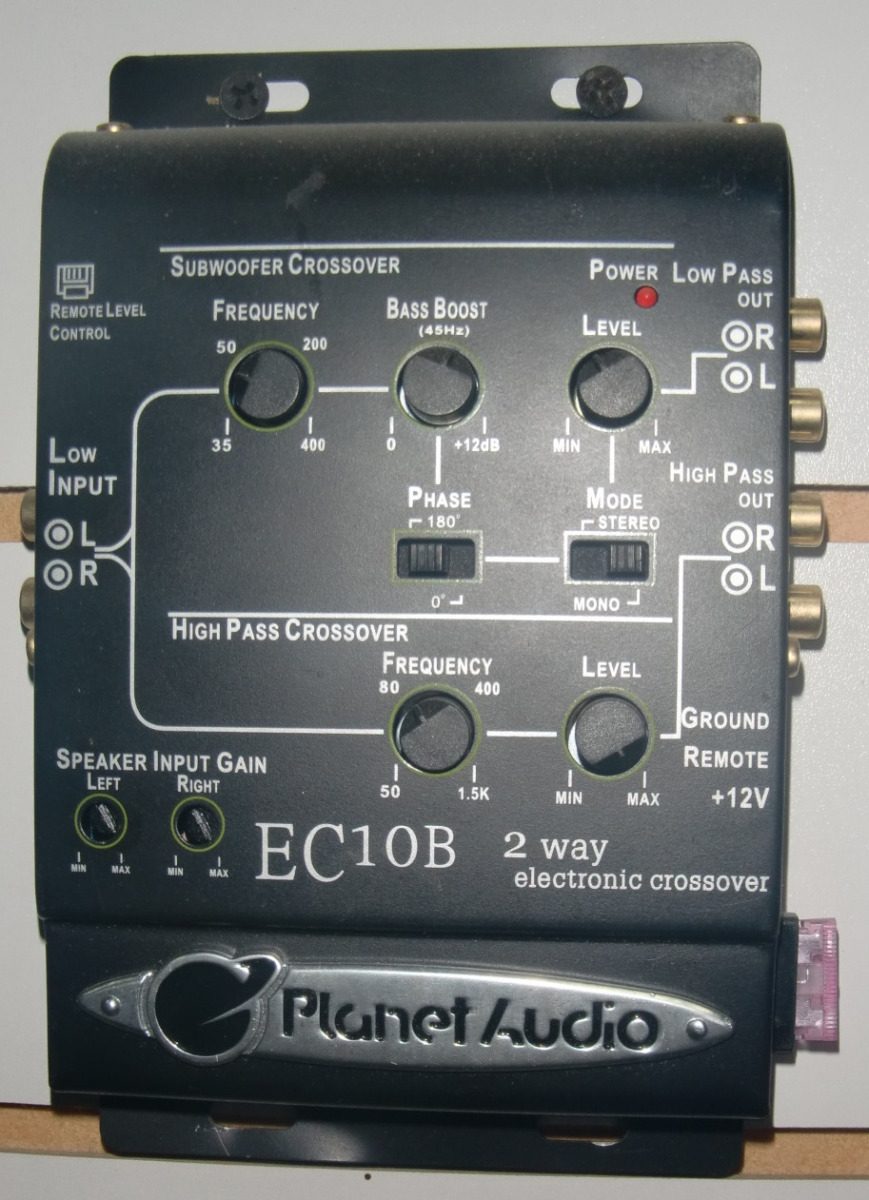 SUBWOOFER CROSSOVER
POWER
LOW PASS
OUT
REMOTE LEVEL
CONTROL
FREQUENCY
50
200
35
400
BASS BOOST
(45Hz)
0
+12dB
LEVEL
MIN
MAX
R
L
LOW
INPUT
L
R
PHASE
180°
0°
MODE
STEREO
MONO
HIGH PASS
OUT
R
L
HIGH PASS CROSSOVER
FREQUENCY
80
400
50
1.5K
LEVEL
MIN
MAX
GROUND
REMOTE
+12V
SPEAKER INPUT GAIN
LEFT
RIGHT
MIN
MAX
MIN
MAX
EC10B
2 way
electronic crossover
Planet Audio